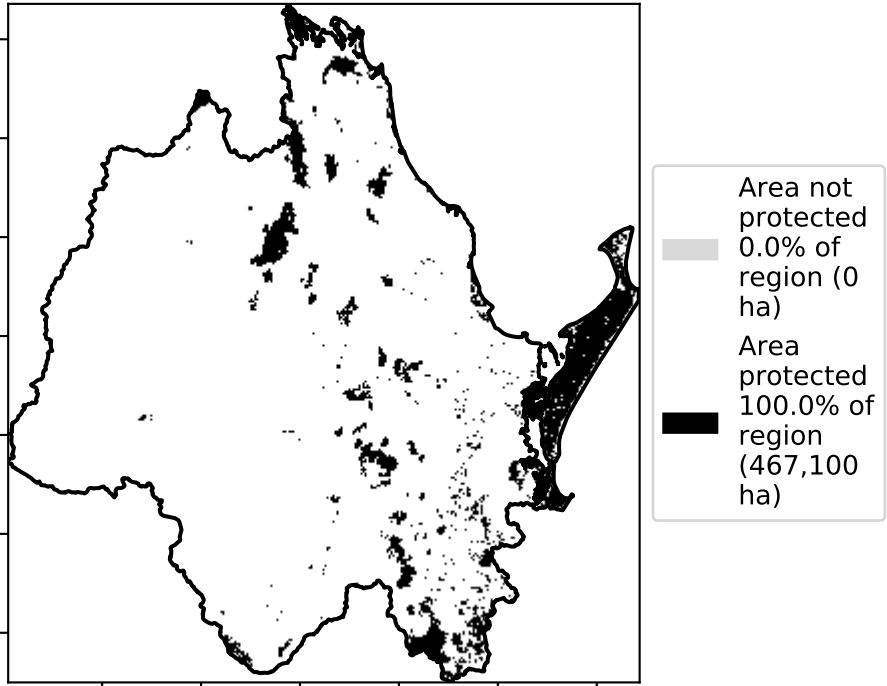 Area not
protected
0.0% of
region (0
ha)
Area
protected
100.0% of
region
(467,100
ha)